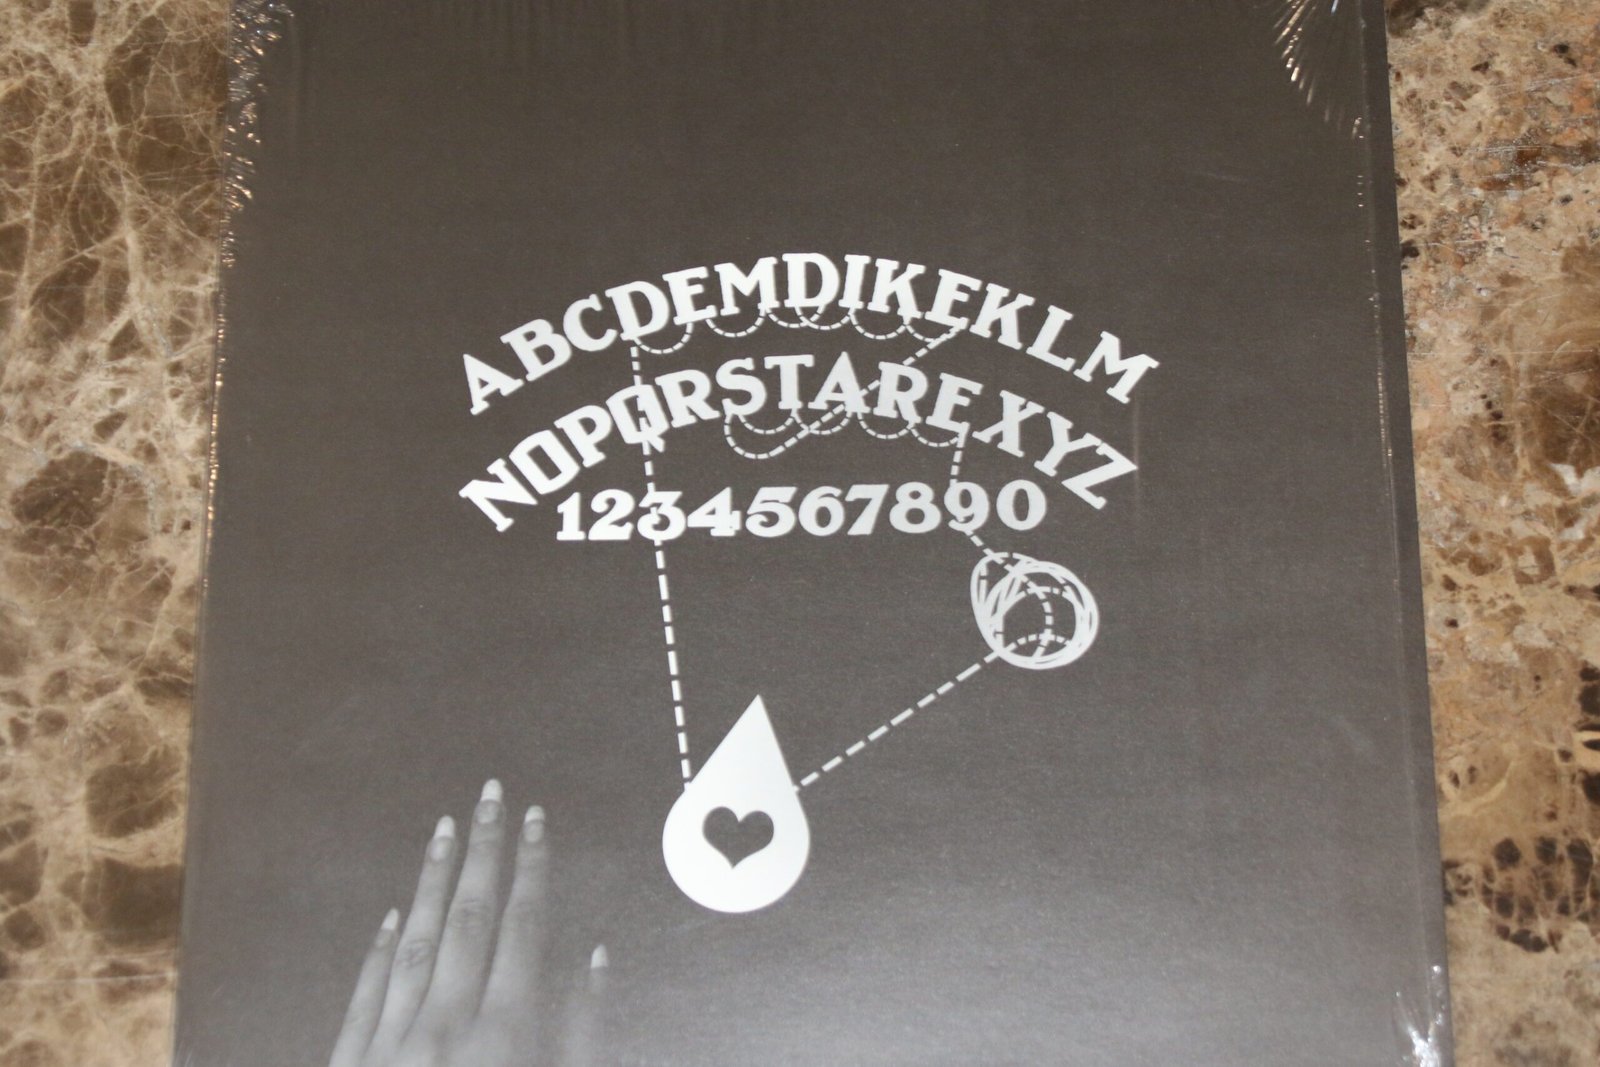 ABCDEMDIKEKLM
NOPQRSTAREXYZ
1234567890